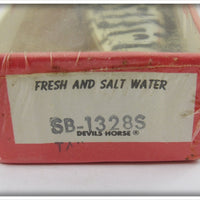 FRESH AND SALT WATER
SB-1328S
DEVILS HORSE®